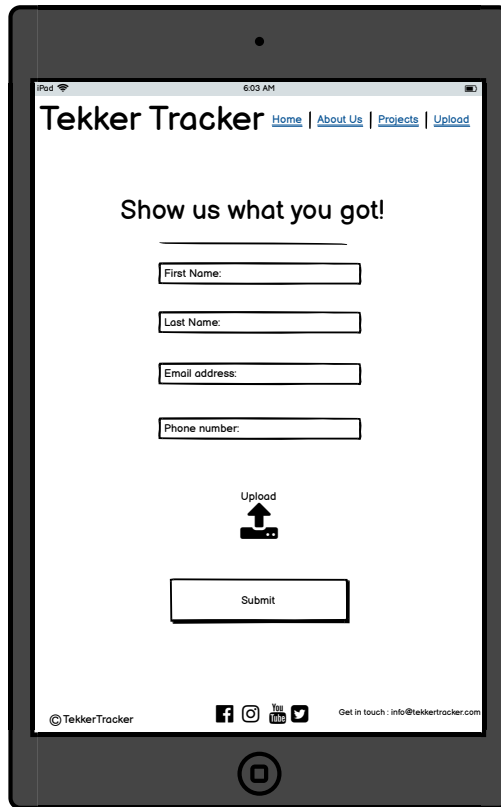 iPad 6:03 AM
Tekker Tracker Home | About Us | Projects | Upload
Show us what you got!
First Name:
Last Name:
Email address:
Phone number:
Upload
Submit
© TekkerTracker You Tube Get in touch : info@tekkertracker.com